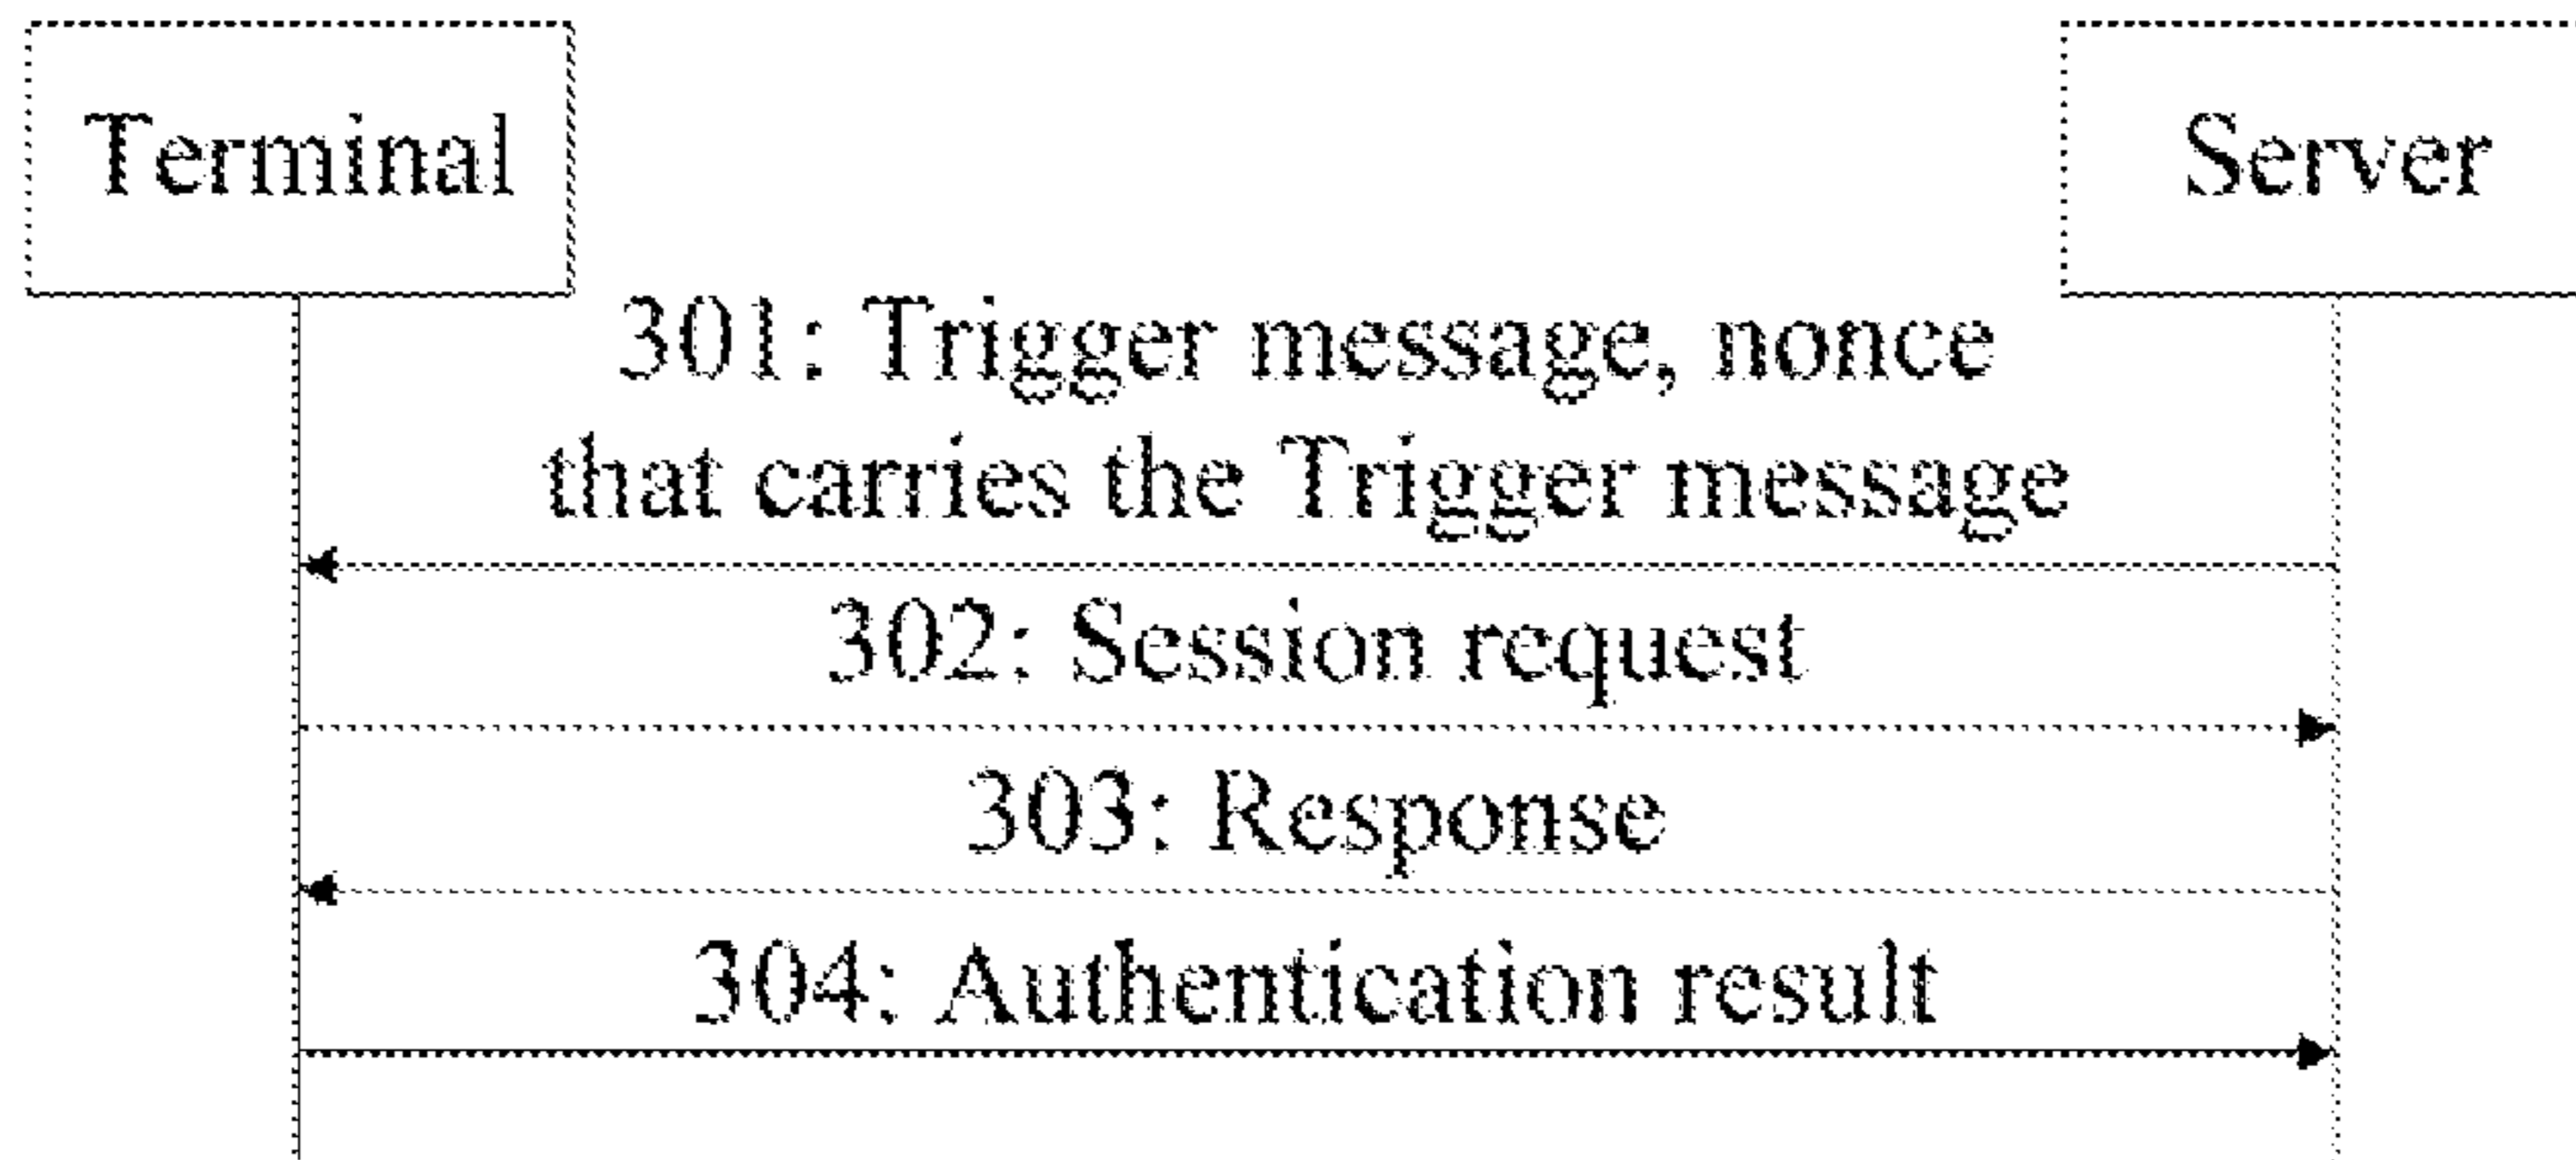 Terminal
Server
301: Trigger message, nonce
that carries the Trigger message
302: Session request
303: Response
304: Authentication result